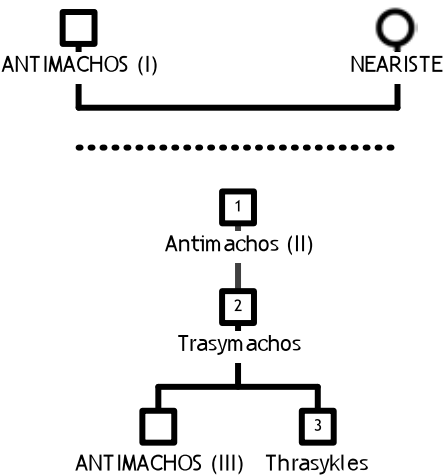 ANTIMACHOS (I) NEARISTE
1
Antimachos (II)
2
Trasymachos
3
ANTIMACHOS (III) Thrasykles